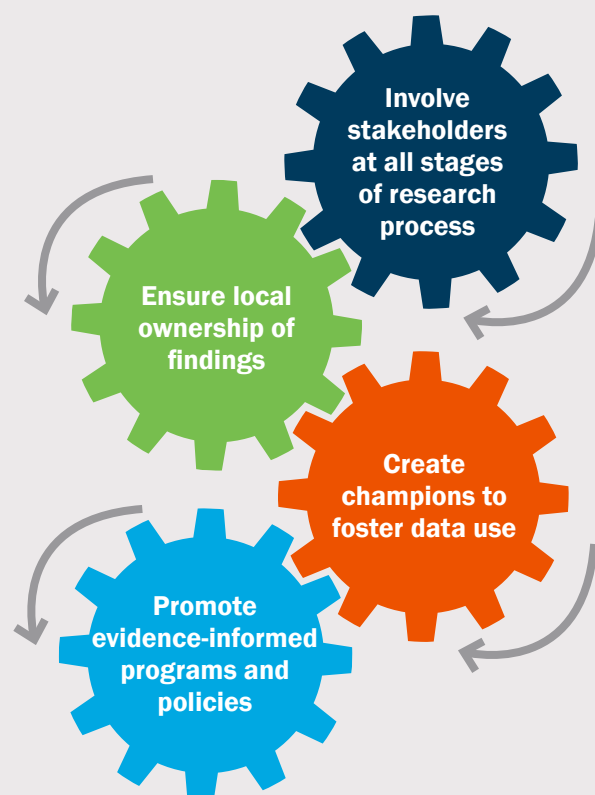 Involve
stakeholders
at all stages
of research
process
Ensure local
ownership of
findings
Create
champions to
foster data use
Promote
evidence-informed
programs and
policies